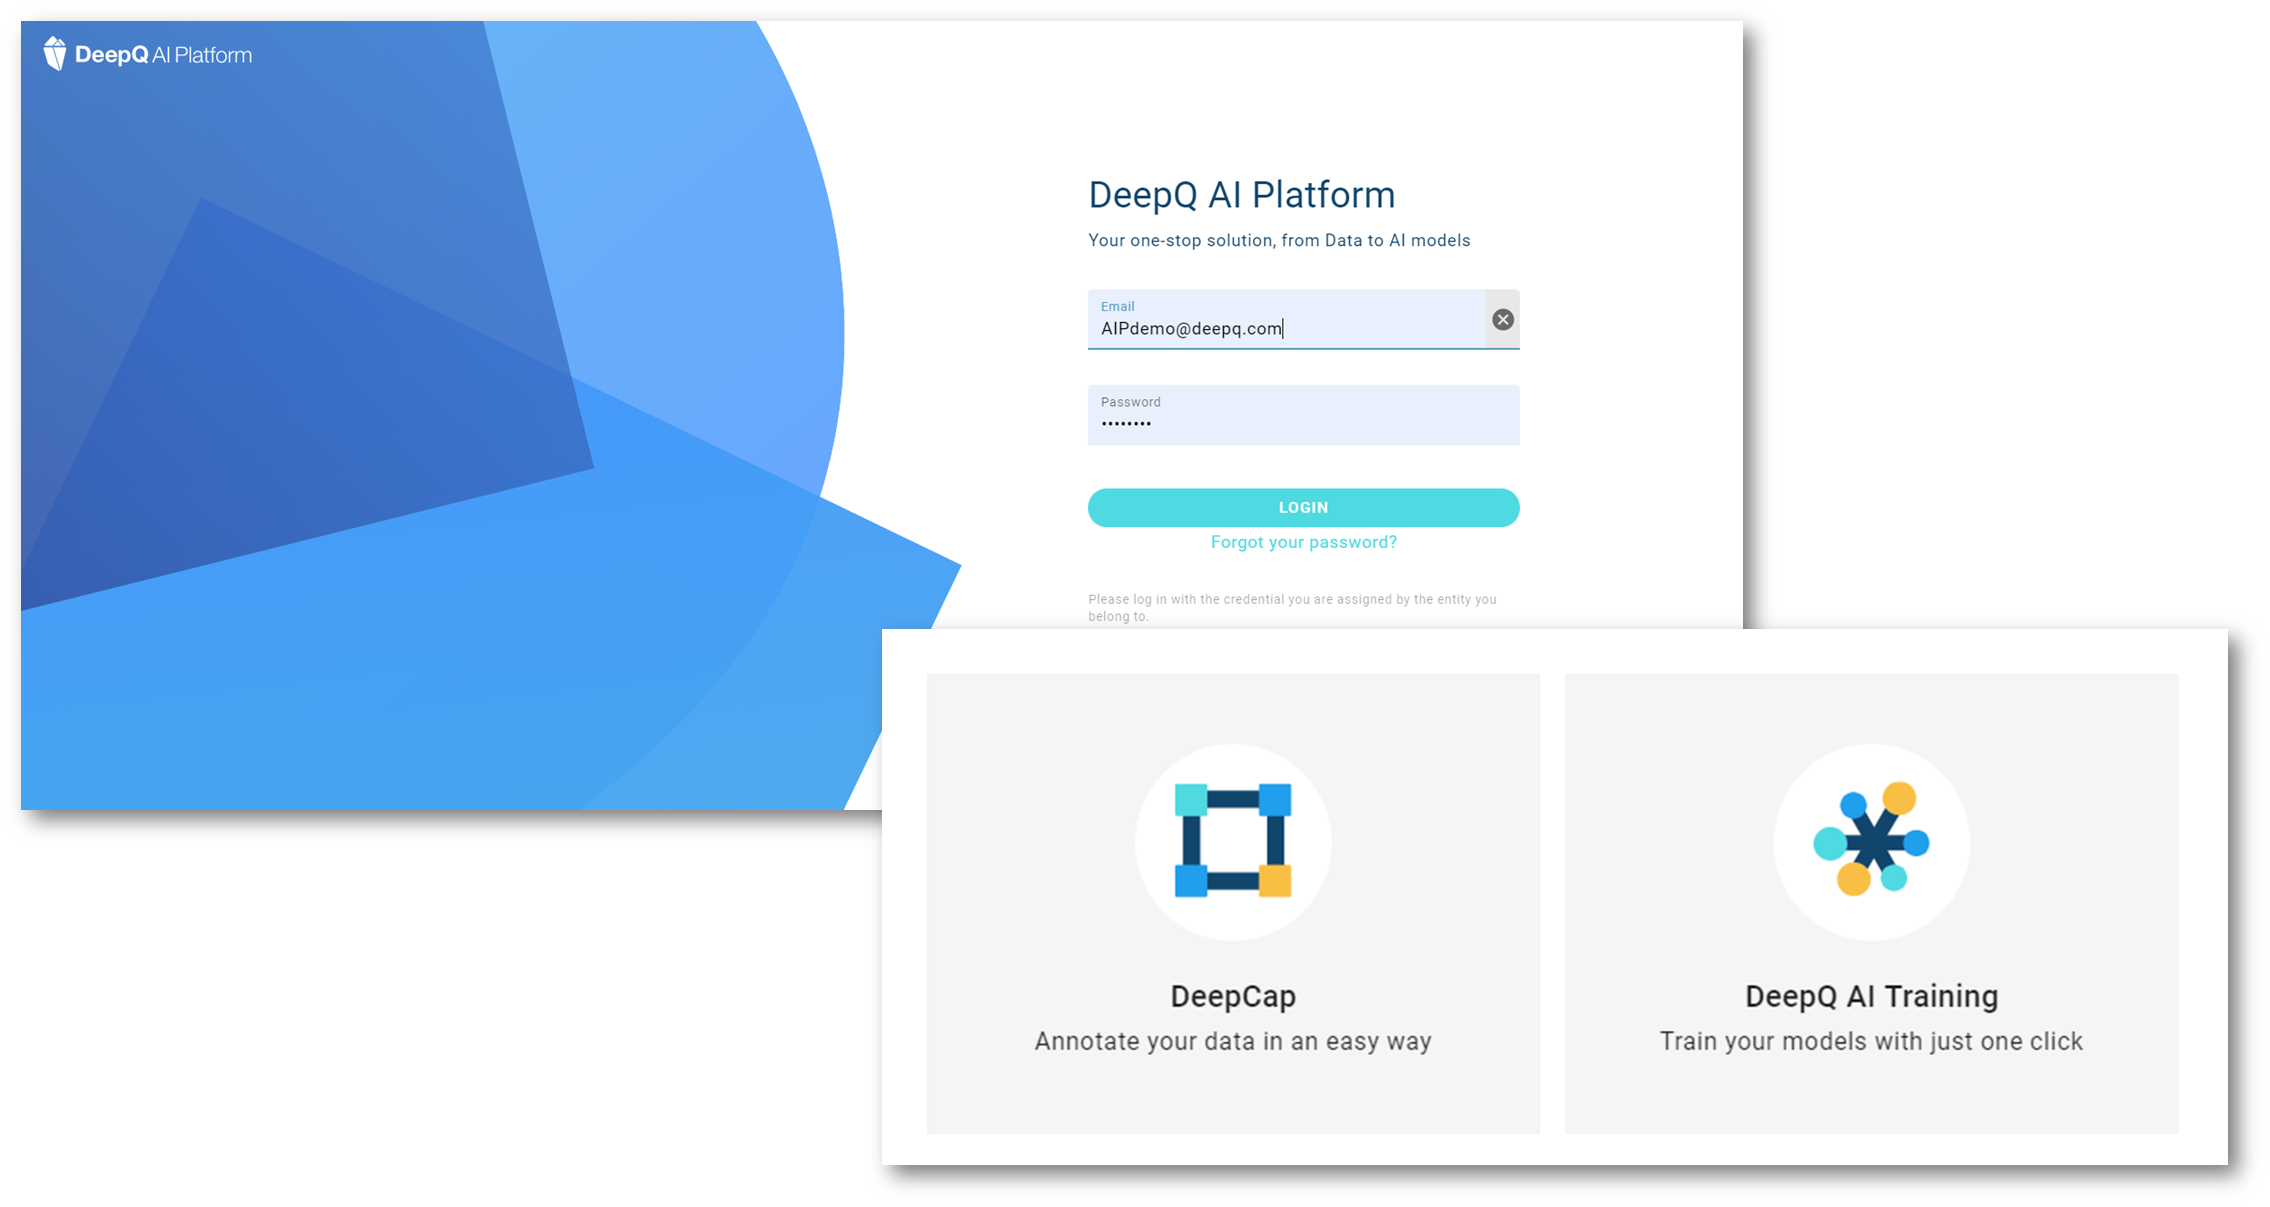 DeepQ AI Platform
DeepQ AI Platform
Your one-stop solution, from Data to AI models
Email
AIPdemo@deepq.com
Password
••••••••
LOGIN
Forgot your password?
Please log in with the credential you are assigned by the entity you
belong to.
DeepCap
Annotate your data in an easy way
DeepQ AI Training
Train your models with just one click